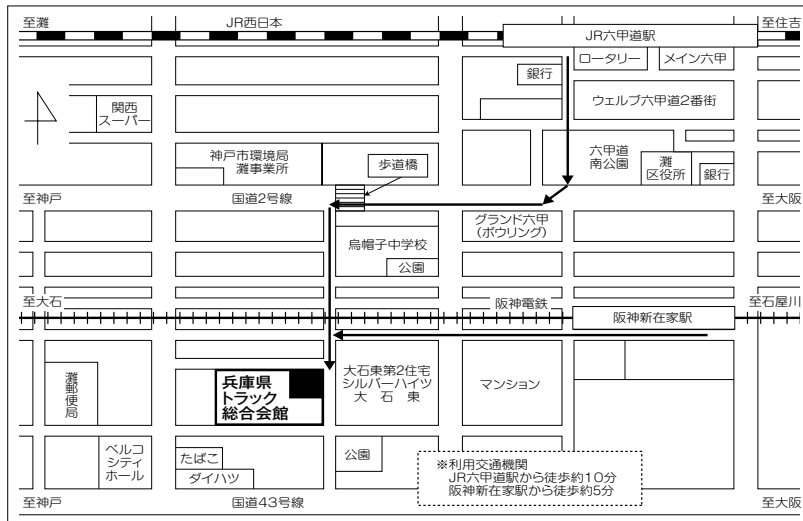 至灘
JR西日本
至住吉
JR六甲道駅
ロータリー
メイン六甲
銀行
ウェルブ六甲道2番街
関西
スーパー
神戸市環境局
灘事業所
歩道橋
六甲道
南公園
灘
区役所
銀行
至神戸
国道2号線
至大阪
グランド六甲
(ボウリング)
烏帽子中学校
公園
至大石
阪神電鉄
至石屋川
阪神新在家駅
灘郵便局
兵庫県
トラック
総合会館
大石東第2住宅
シルバーハイツ
大石東
マンション
ベルコ
シティ
ホール
たばこ
ダイハツ
公園
※利用交通機関
JR六甲道駅から徒歩約10分
阪神新在家駅から徒歩約5分
至神戸
国道43号線
至大阪